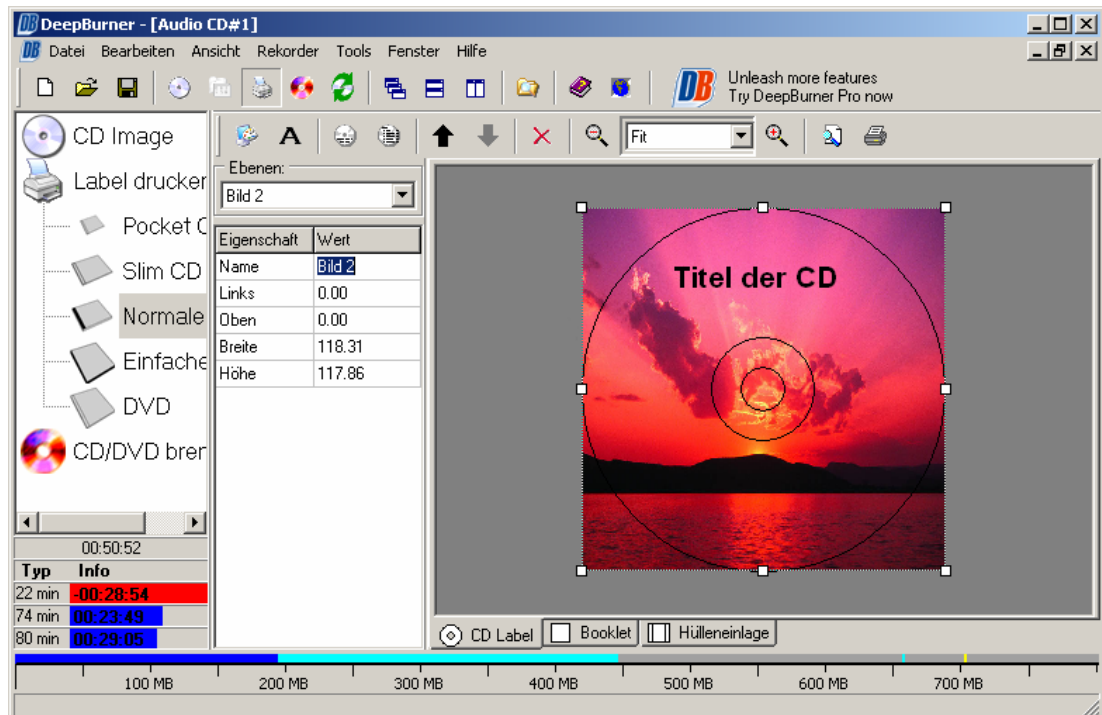 DB DeepBurner - [Audio CD#1]
DB Datei Bearbeiten Ansicht Rekorder Tools Fenster Hilfe
DB Unleash more features
Try DeepBurner Pro now
CD Image
Label drucker
Pocket C
Slim CD
Normale
Einfache
DVD
CD/DVD brer
A Fit
Ebenen:
Bild 2
Eigenschaft Wert
Name Bild 2
Links 0.00
Oben 0.00
Breite 118.31
Höhe 117.86
Titel der CD
00:50:52
Typ Info
22 min -00:28:54
74 min 00:23:49
80 min 00:29:05
CD Label Booklet Hülleneinlage
100 MB 200 MB 300 MB 400 MB 500 MB 600 MB 700 MB